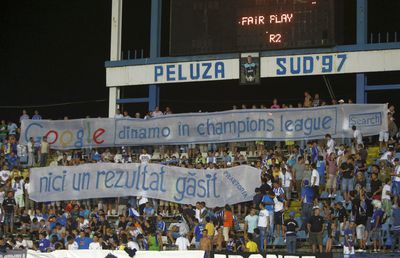 FAIR PLAY
R2
PELUZA SUD'97
Google dinamo in champions league Search
nici un rezultat găsit